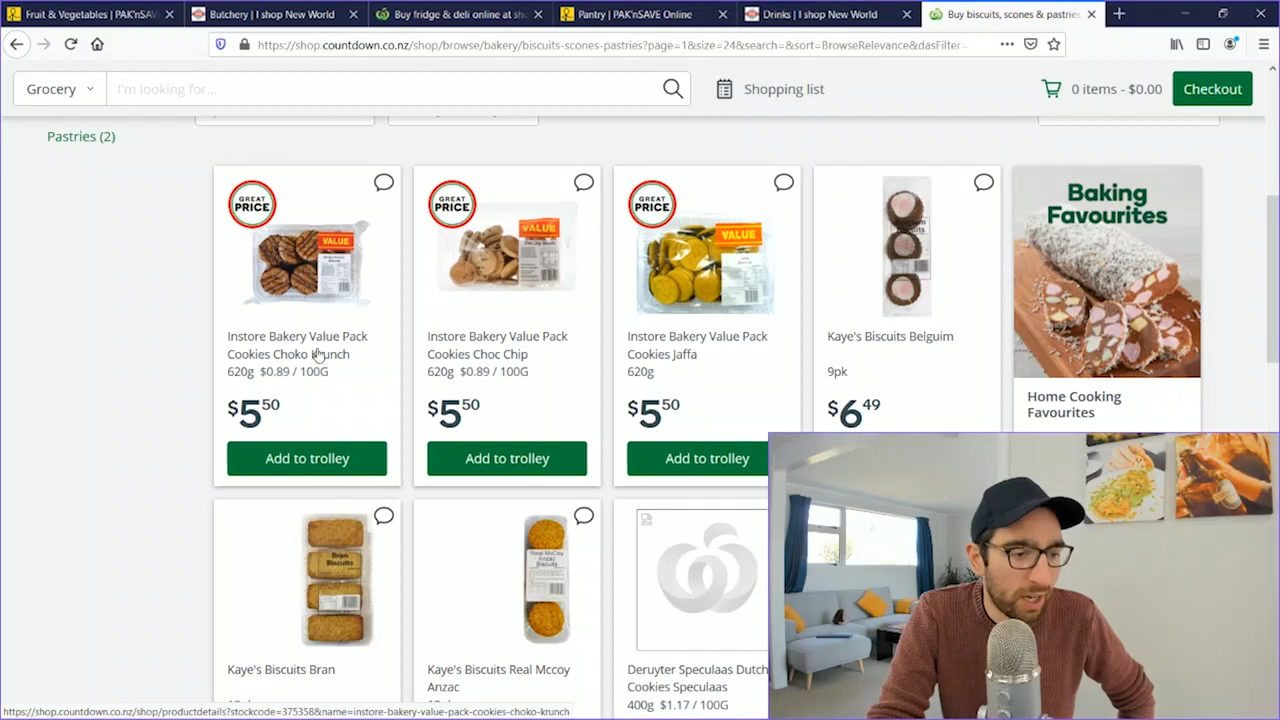 Fruit & Vegetables | PAK'nSAV
Butchery | I shop New World
Buy fridge & deli online at sho
Pantry | PAK'nSAVE Online
Drinks | I shop New World
Buy biscuits, scones & pastries
https://shop.countdown.co.nz/shop/browse/bakery/biscuits-scones-pastries?page=1&size=24&search=&sort=BrowseRelevance&dasFilter=
Grocery
I'm looking for...
Shopping list
0 items - $0.00
Checkout
Pastries (2)
GREAT PRICE
VALUE
GREAT PRICE
VALUE
GREAT PRICE
VALUE
Baking
Favourites
Instore Bakery Value Pack
Cookies Choko Krunch
620g $0.89 / 100G
$5.50
Add to trolley
Instore Bakery Value Pack
Cookies Choc Chip
620g $0.89 / 100G
$5.50
Add to trolley
Instore Bakery Value Pack
Cookies Jaffa
620g
$5.50
Add to trolley
Kaye's Biscuits Belguim
9pk
$6.49
Home Cooking
Favourites
Bran
Biscuits
Real McCoy
Anzac
Kaye's Biscuits Bran
Kaye's Biscuits Real Mccoy
Anzac
Deruyter Speculaas Dutch
Cookies Speculaas
400g $1.17 / 100G
https://shop.countdown.co.nz/shop/productdetails?stockcode=375358&name=instore-bakery-value-pack-cookies-choko-krunch